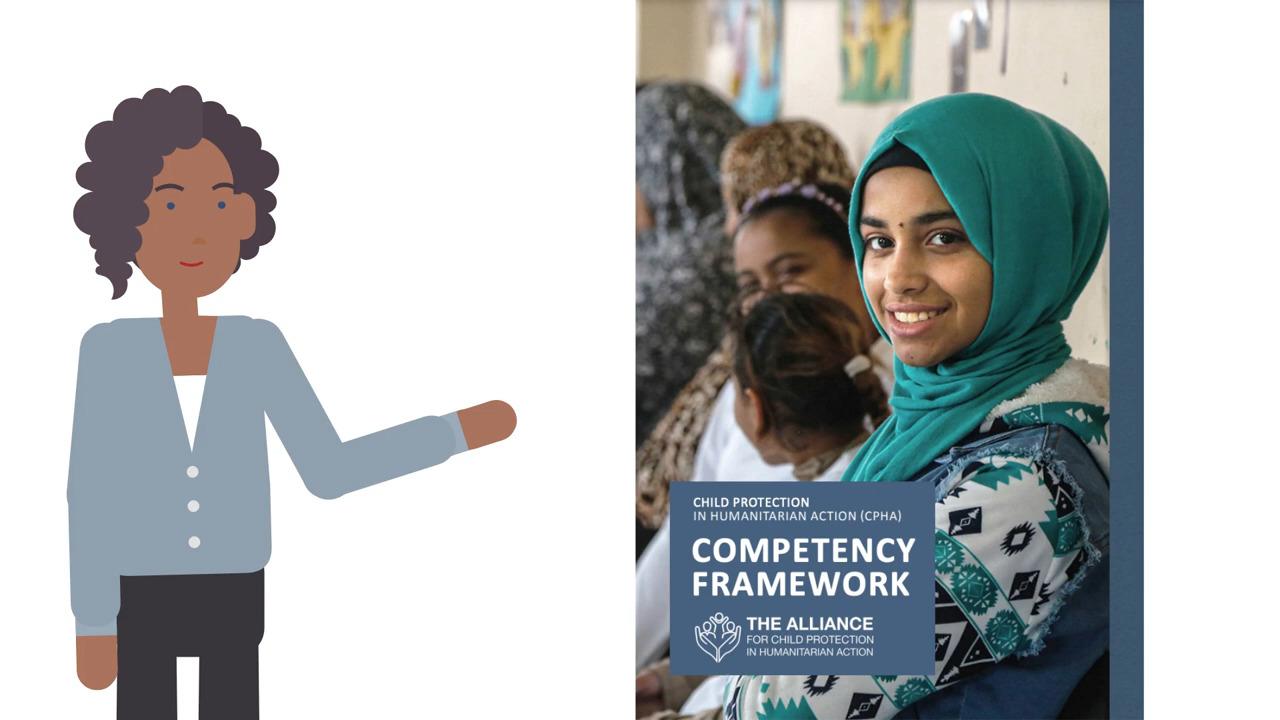 CHILD PROTECTION
IN HUMANITARIAN ACTION (CPHA)
COMPETENCY
FRAMEWORK
THE ALLIANCE
FOR CHILD PROTECTION
IN HUMANITARIAN ACTION